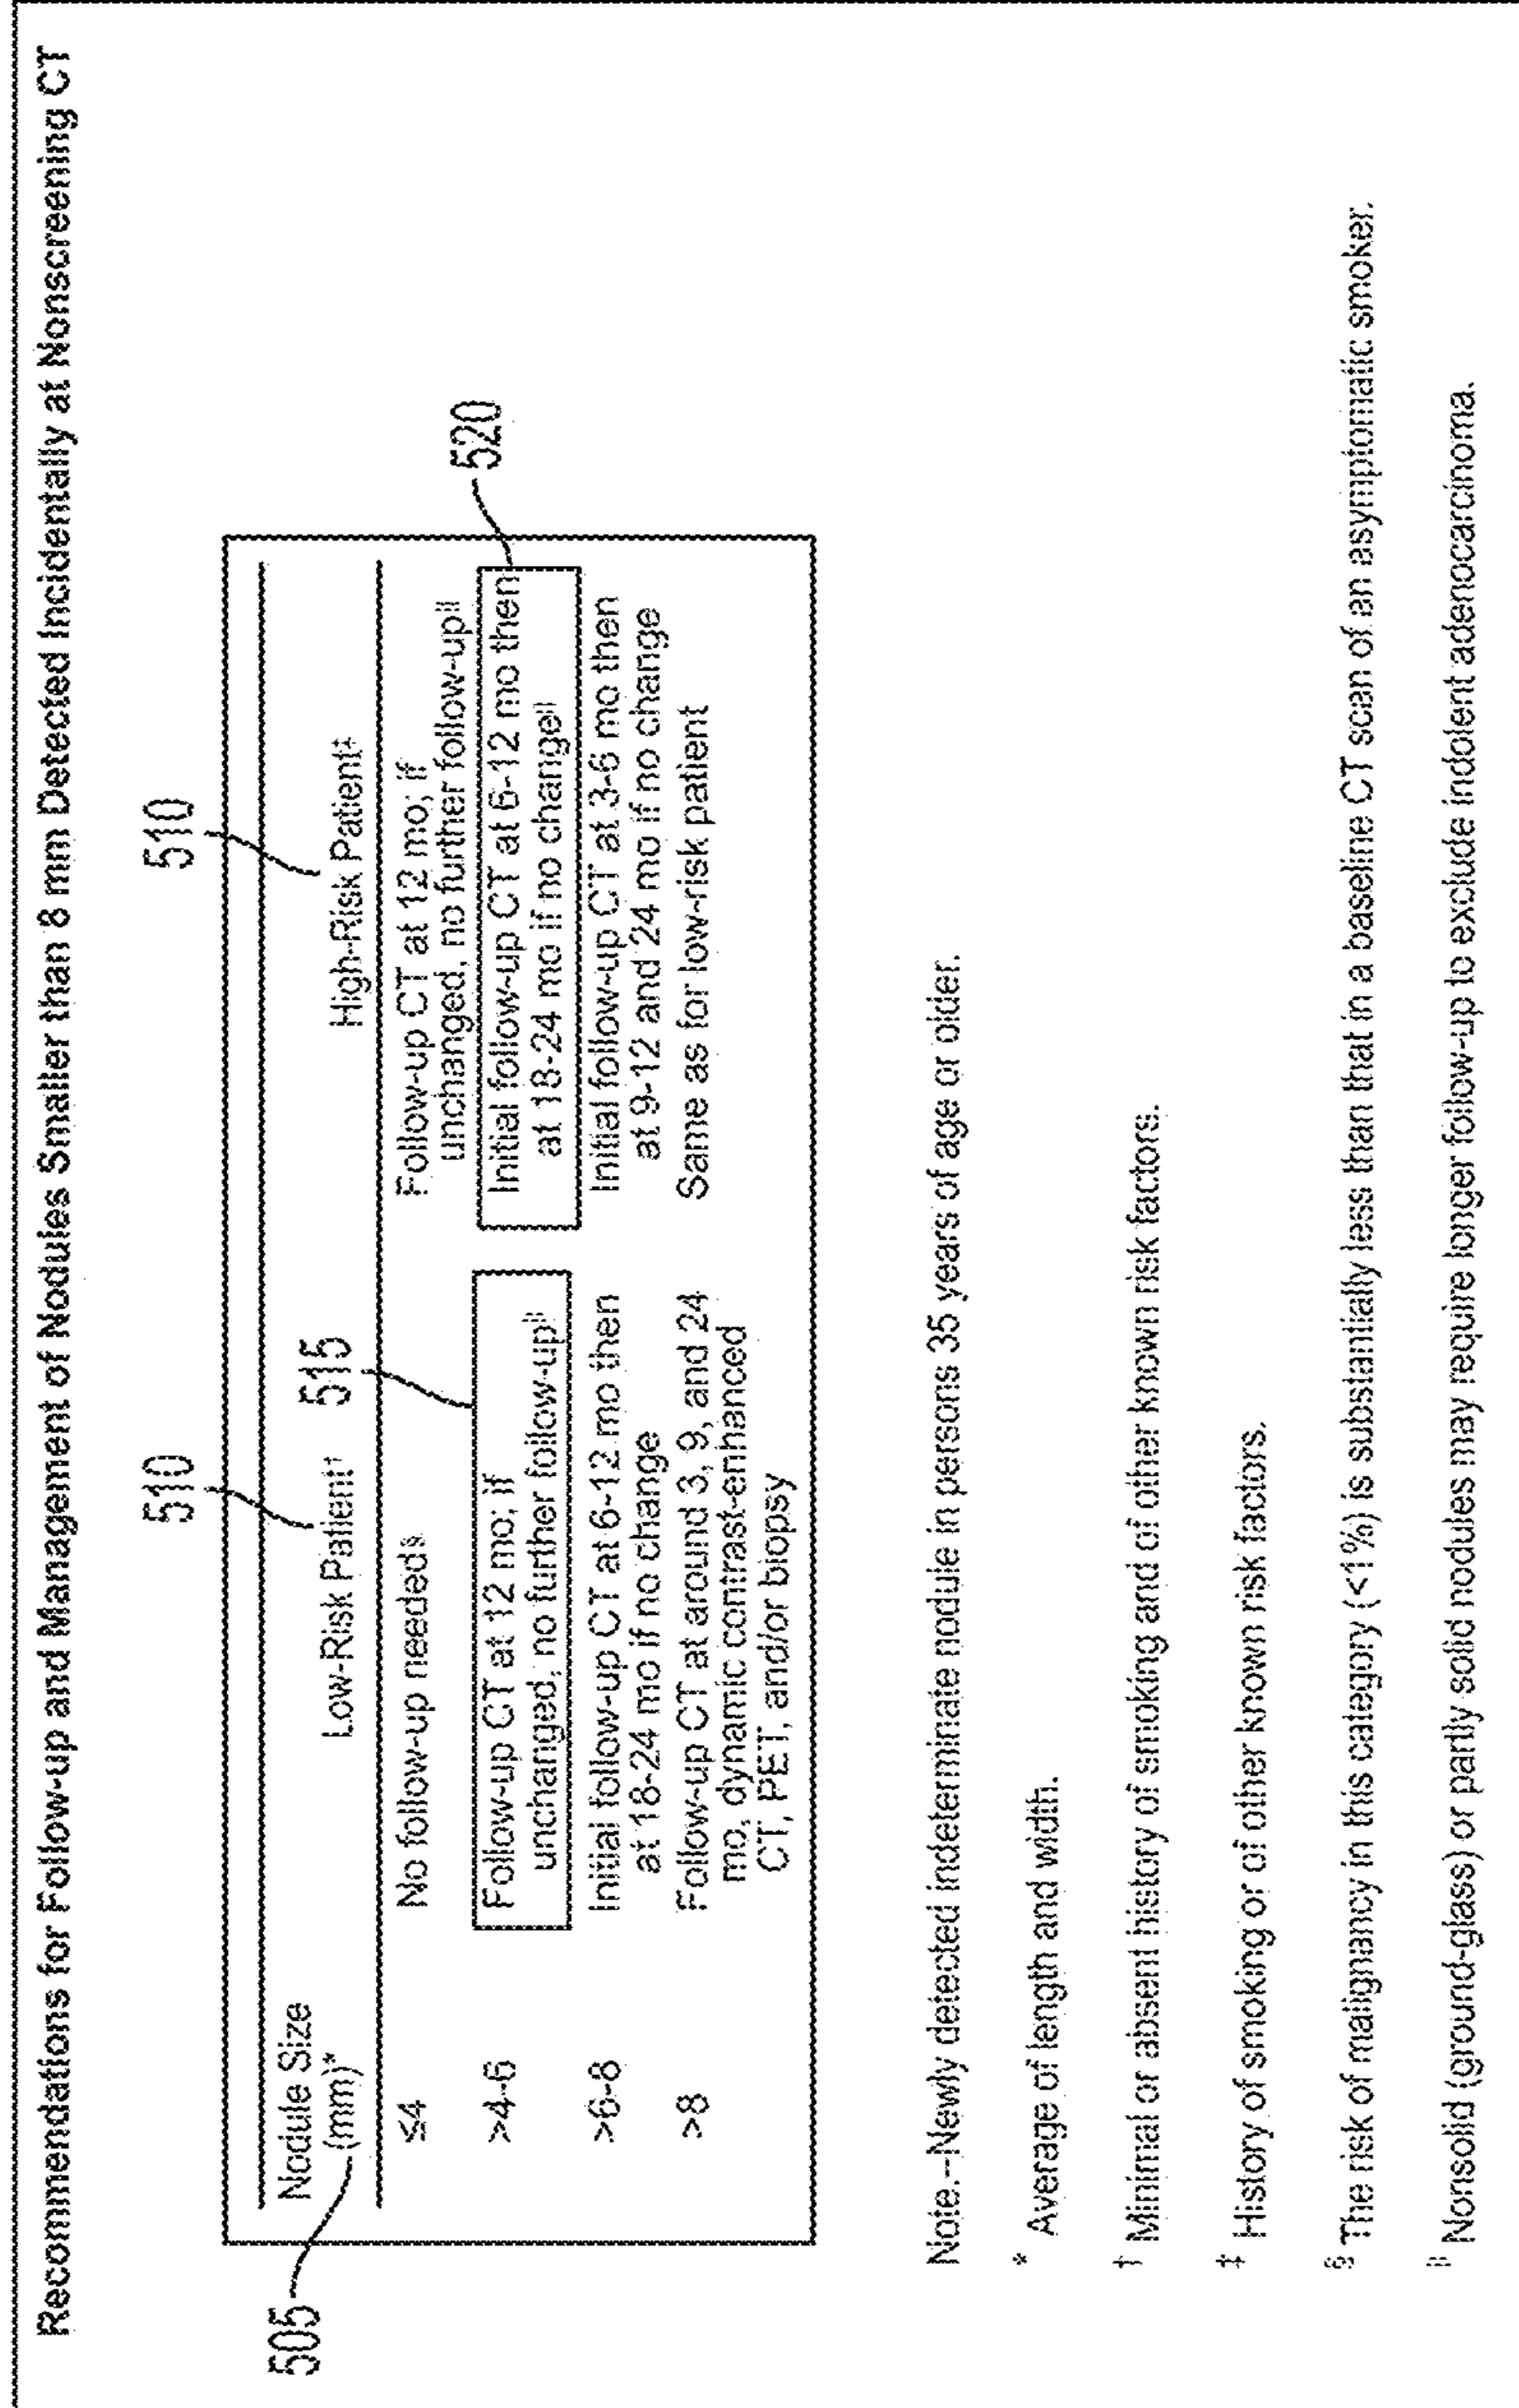 Recommendations for Follow-up and Management of Nodules Smaller than 8 mm Detected Incidentally at Nonscreening CT
510
510
505
Nodule Size
(mm)*
Low-Risk Patient†
515
High-Risk Patient‡
520
≤4
No follow-up needed§
Follow-up CT at 12 mo; if
unchanged, no further follow-up||
>4-6
Follow-up CT at 12 mo; if
unchanged, no further follow-up||
Initial follow-up CT at 6-12 mo then
at 18-24 mo if no change||
>6-8
Initial follow-up CT at 6-12 mo then
at 18-24 mo if no change
Initial follow-up CT at 3-6 mo then
at 9-12 and 24 mo if no change
>8
Follow-up CT at around 3, 9, and 24
mo, dynamic contrast-enhanced
CT, PET, and/or biopsy
Same as for low-risk patient
Note.--Newly detected indeterminate nodule in persons 35 years of age or older.
* Average of length and width.
† Minimal or absent history of smoking and of other known risk factors.
‡ History of smoking or of other known risk factors.
§ The risk of malignancy in this category (<1%) is substantially less than that in a baseline CT scan of an asymptomatic smoker.
|| Nonsolid (ground-glass) or partly solid nodules may require longer follow-up to exclude indolent adenocarcinoma.